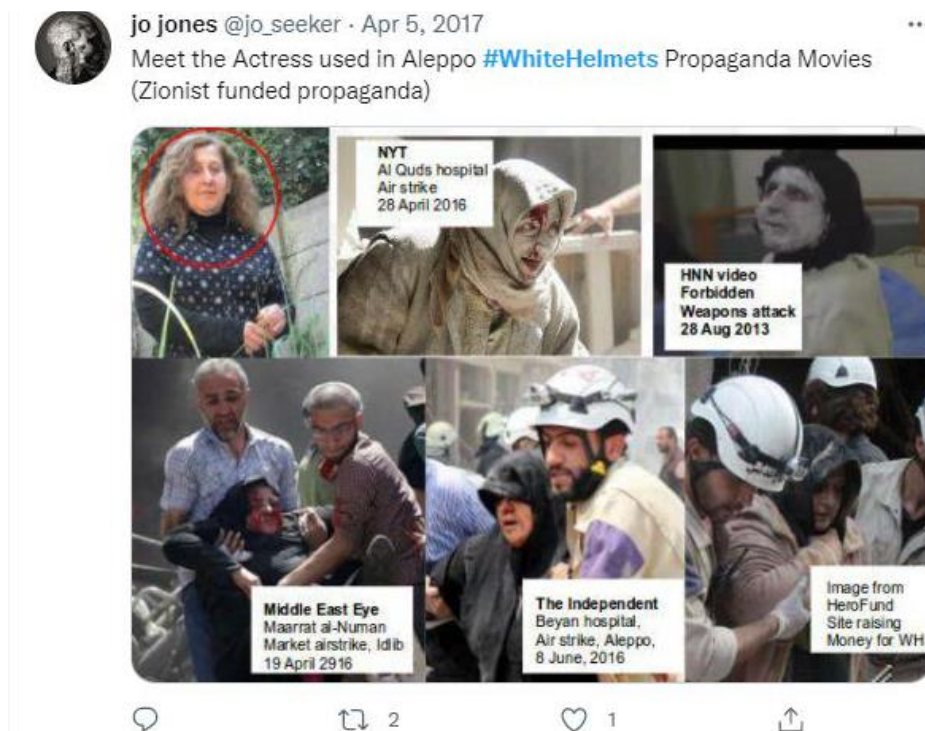 jo jones @jo_seeker · Apr 5, 2017
Meet the Actress used in Aleppo #WhiteHelmets Propaganda Movies
(Zionist funded propaganda)
NYT
Al Quds hospital
Air strike
28 April 2016
HNN video
Forbidden
Weapons attack
28 Aug 2013
Middle East Eye
Maarrat al-Numan
Market airstrike, Idlib
19 April 2916
The Independent
Beyan hospital,
Air strike, Aleppo,
8 June, 2016
Image from
HeroFund
Site raising
Money for WH
2
1